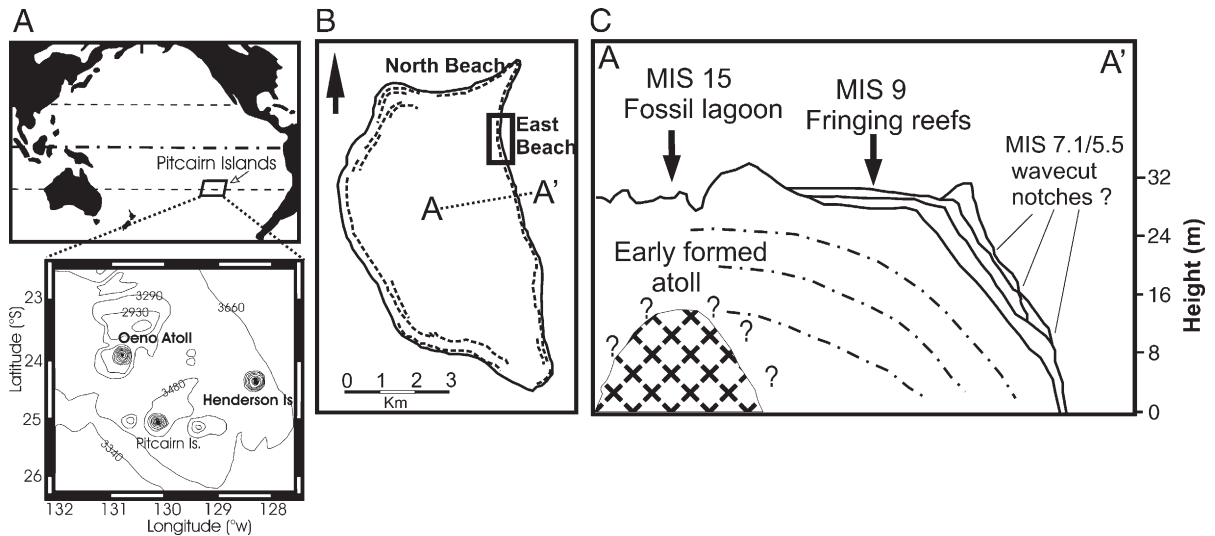 A
B
C
Pitcairn Islands
3290
2930
3660
Oeno Atoll
3480
Henderson Is
Pitcairn Is.
3340
23
24
25
26
Latitude (°S)
132 131 130 129 128
Longitude (°w)
North Beach
East
Beach
A
A'
0 1 2 3
Km
A
A'
MIS 15
Fossil lagoon
MIS 9
Fringing reefs
MIS 7.1/5.5
wavecut
notches ?
Early formed
atoll
? ? ? ? ?
32
24
16
8
0
Height (m)